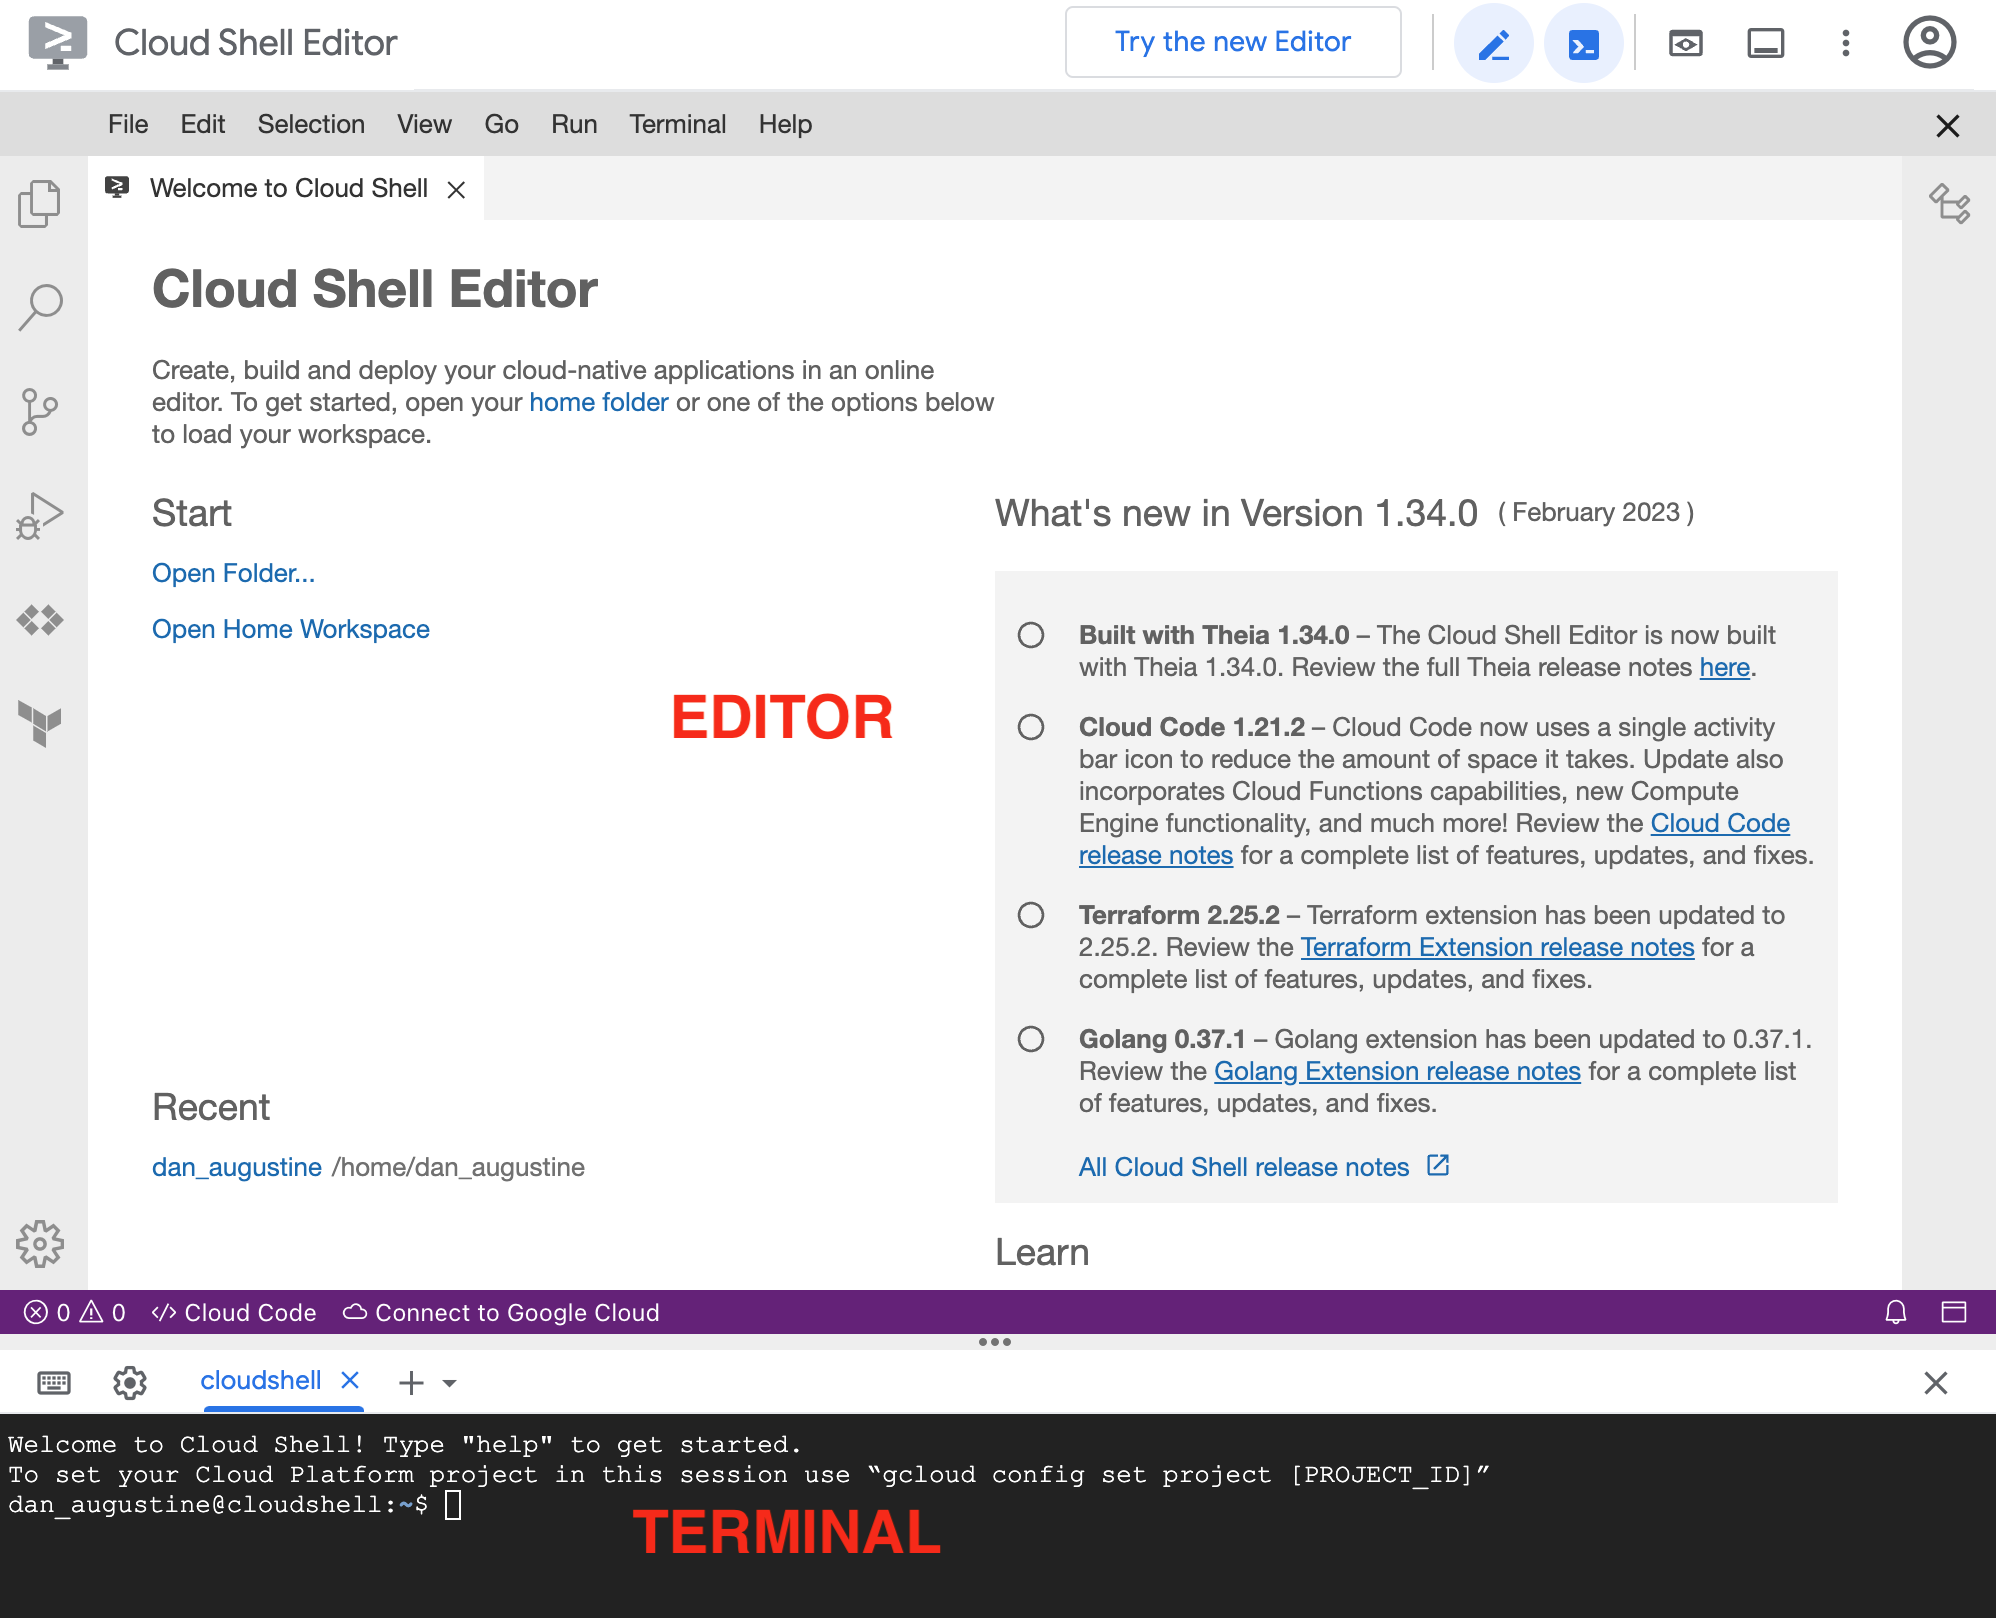 Cloud Shell Editor
Try the new Editor
File Edit Selection View Go Run Terminal Help
Welcome to Cloud Shell
Cloud Shell Editor
Create, build and deploy your cloud-native applications in an online
editor. To get started, open your home folder or one of the options below
to load your workspace.
Start
Open Folder...
Open Home Workspace
EDITOR
Recent
dan_augustine /home/dan_augustine
What's new in Version 1.34.0 ( February 2023 )
Built with Theia 1.34.0 – The Cloud Shell Editor is now built
with Theia 1.34.0. Review the full Theia release notes here.
Cloud Code 1.21.2 – Cloud Code now uses a single activity
bar icon to reduce the amount of space it takes. Update also
incorporates Cloud Functions capabilities, new Compute
Engine functionality, and much more! Review the Cloud Code
release notes for a complete list of features, updates, and fixes.
Terraform 2.25.2 – Terraform extension has been updated to
2.25.2. Review the Terraform Extension release notes for a
complete list of features, updates, and fixes.
Golang 0.37.1 – Golang extension has been updated to 0.37.1.
Review the Golang Extension release notes for a complete list
of features, updates, and fixes.
All Cloud Shell release notes
Learn
0 0 </> Cloud Code Connect to Google Cloud
cloudshell
Welcome to Cloud Shell! Type "help" to get started.
To set your Cloud Platform project in this session use “gcloud config set project [PROJECT_ID]”
dan_augustine@cloudshell:~$
TERMINAL